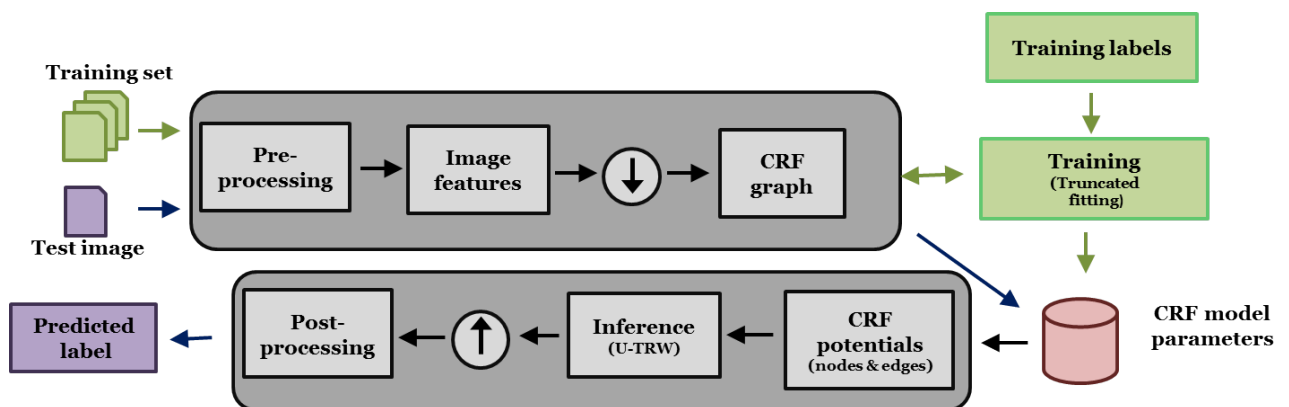 Training labels
Training set
Pre-
processing
Image
features
CRF
graph
Training
(Truncated
fitting)
Test image
Predicted
label
Post-
processing
Inference
(U-TRW)
CRF
potentials
(nodes & edges)
CRF model
parameters